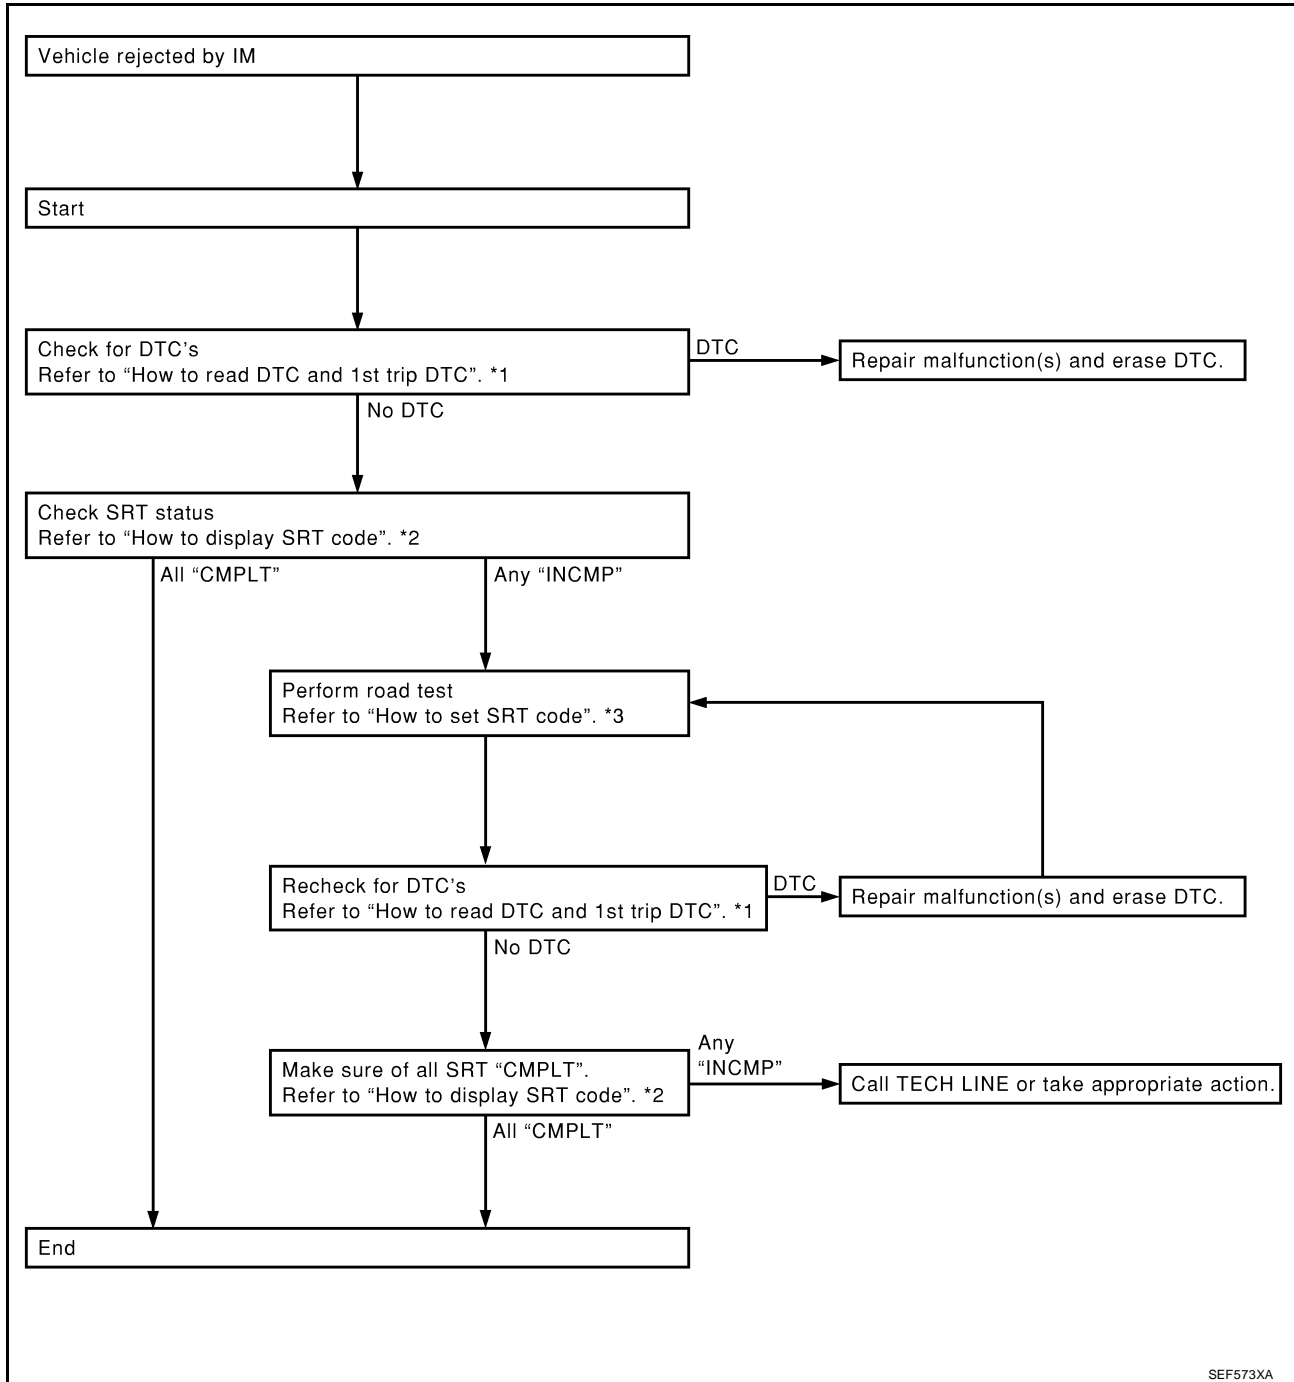 Vehicle rejected by IM
Start
Check for DTC's
Refer to “How to read DTC and 1st trip DTC”. *1
DTC
Repair malfunction(s) and erase DTC.
No DTC
Check SRT status
Refer to “How to display SRT code”. *2
All “CMPLT”
Any “INCMP”
Perform road test
Refer to “How to set SRT code”. *3
Recheck for DTC's
Refer to “How to read DTC and 1st trip DTC”. *1
DTC
Repair malfunction(s) and erase DTC.
No DTC
Make sure of all SRT “CMPLT”.
Refer to “How to display SRT code”. *2
Any
“INCMP”
Call TECH LINE or take appropriate action.
All “CMPLT”
End
SEF573XA